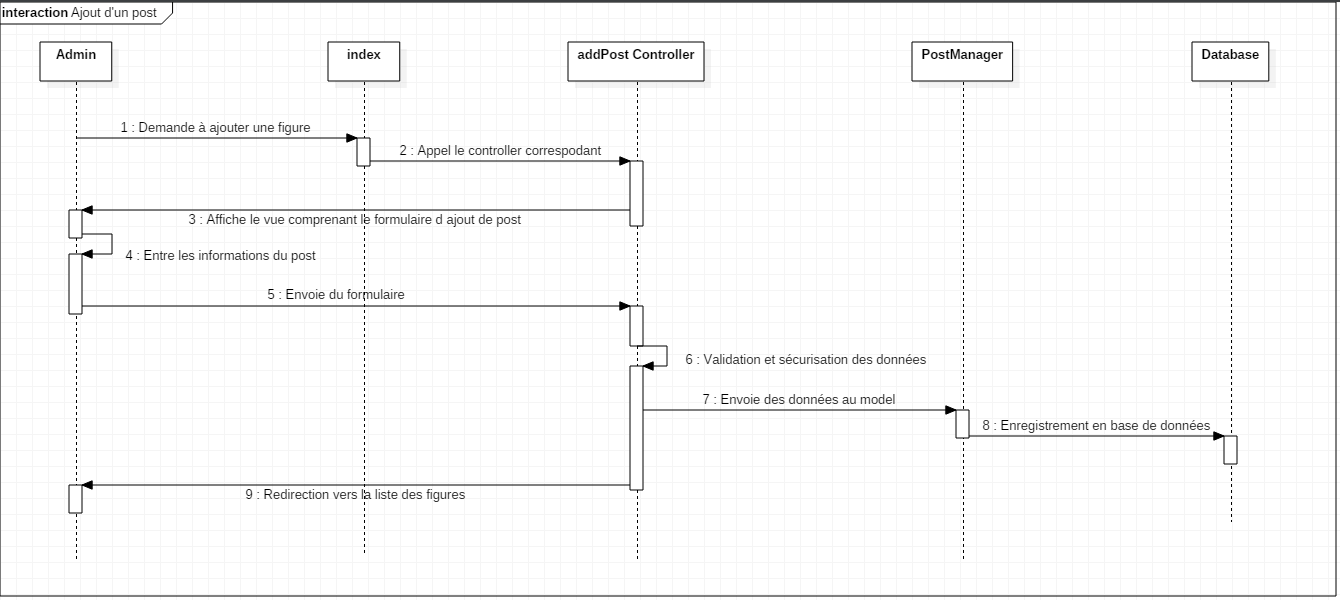 interaction Ajout d'un post
Admin
index
addPost Controller
PostManager
Database
1 : Demande à ajouter une figure
2 : Appel le controller correspodant
3 : Affiche le vue comprenant le formulaire d ajout de post
4 : Entre les informations du post
5 : Envoie du formulaire
6 : Validation et sécurisation des données
7 : Envoie des données au model
8 : Enregistrement en base de données
9 : Redirection vers la liste des figures